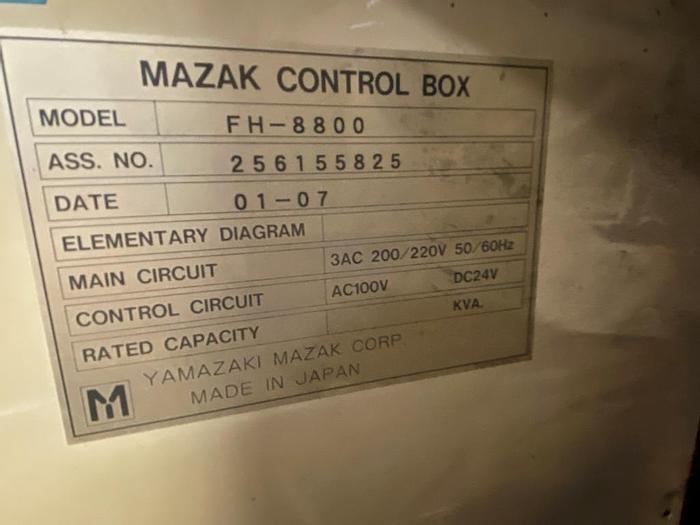 MAZAK CONTROL BOX
MODEL FH-8800
ASS. NO. 256155825
DATE 01-07
ELEMENTARY DIAGRAM
MAIN CIRCUIT 3AC 200/220V 50/60Hz
CONTROL CIRCUIT AC100V DC24V
RATED CAPACITY KVA.
YAMAZAKI MAZAK CORP.
MADE IN JAPAN